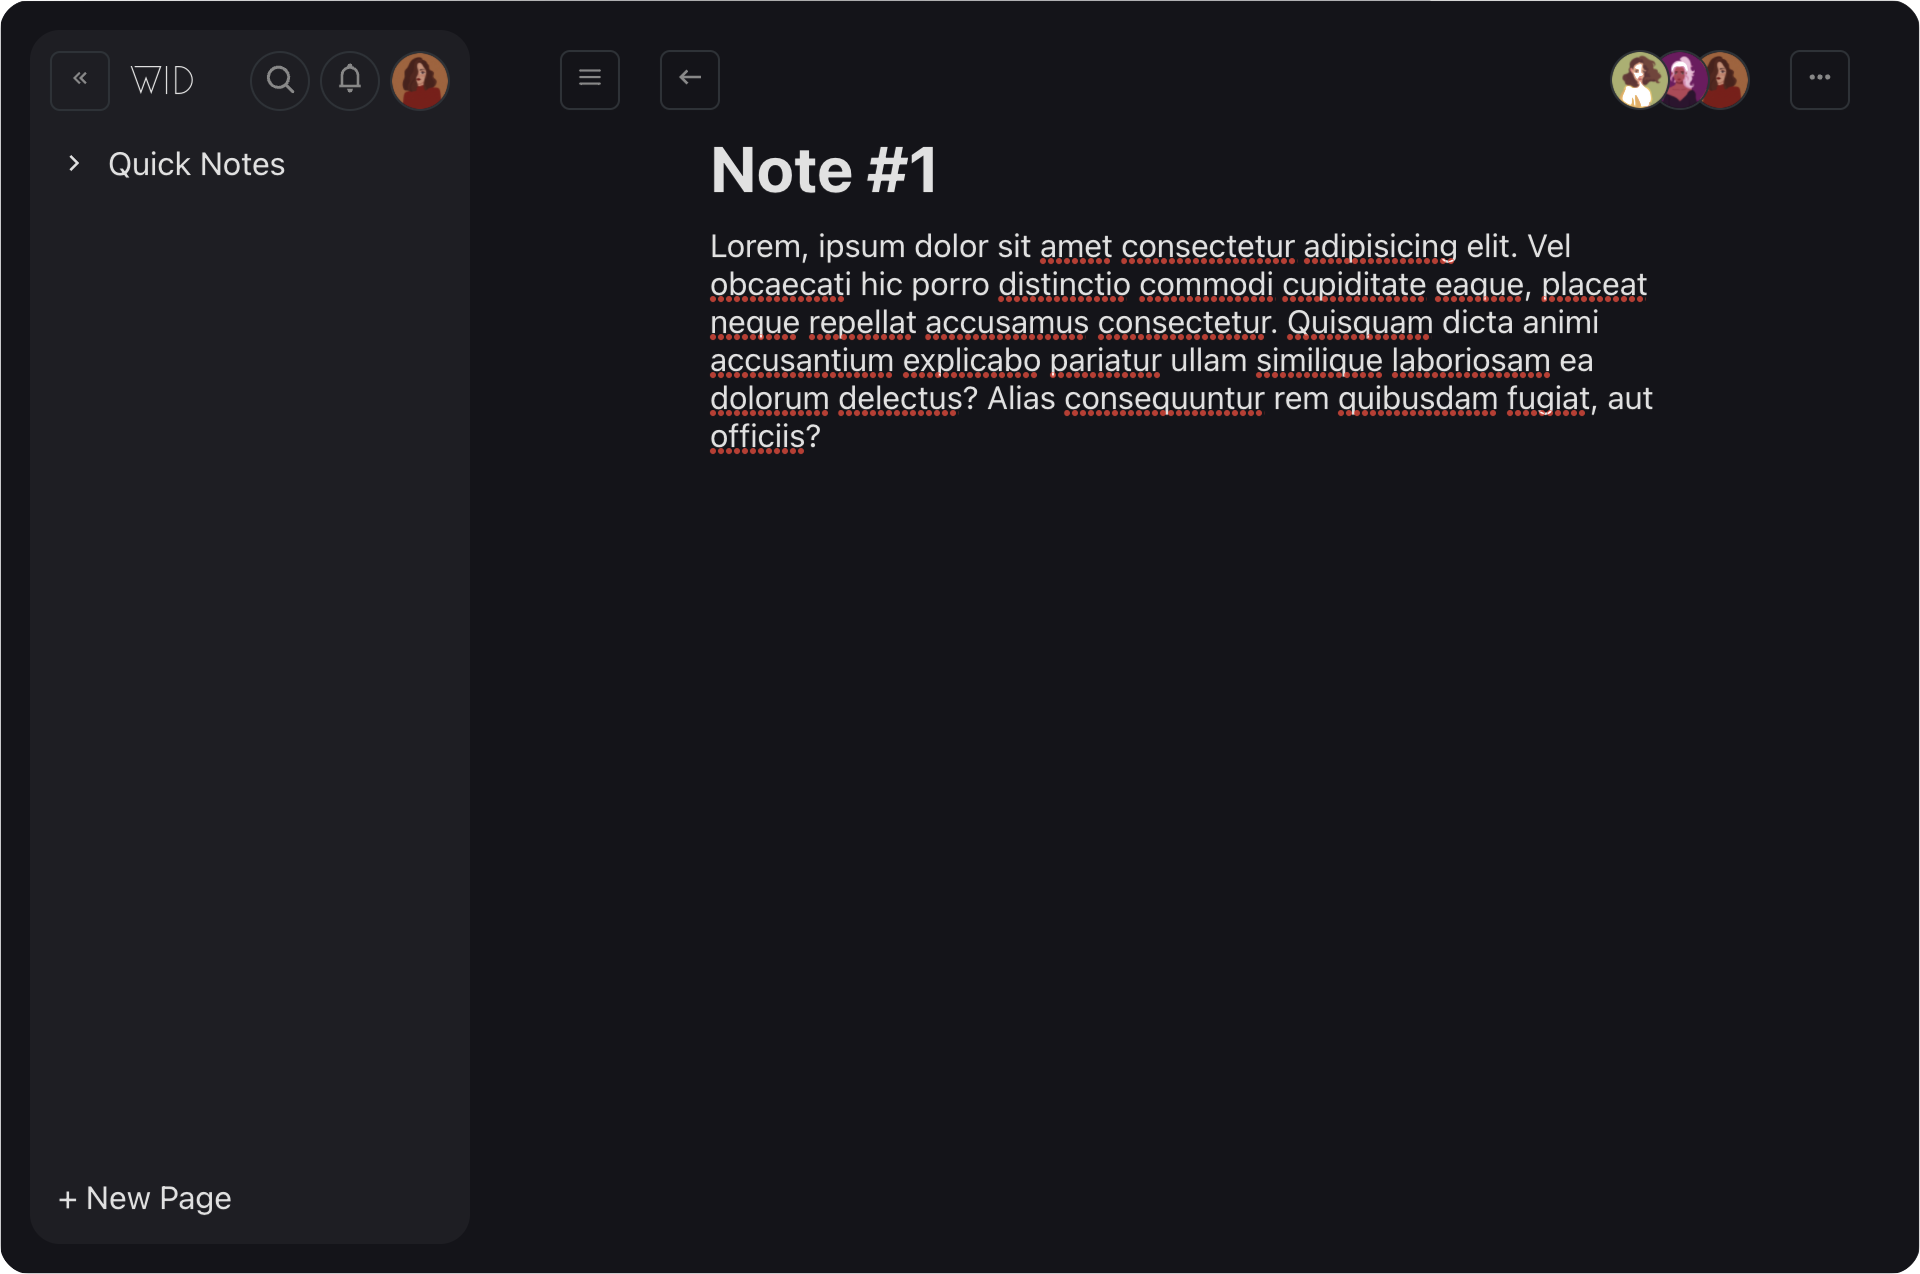 WID
Quick Notes
+ New Page
Note #1
Lorem, ipsum dolor sit amet consectetur adipisicing elit. Vel
obcaecati hic porro distinctio commodi cupiditate eaque, placeat
neque repellat accusamus consectetur. Quisquam dicta animi
accusantium explicabo pariatur ullam similique laboriosam ea
dolorum delectus? Alias consequuntur rem quibusdam fugiat, aut
officiis?